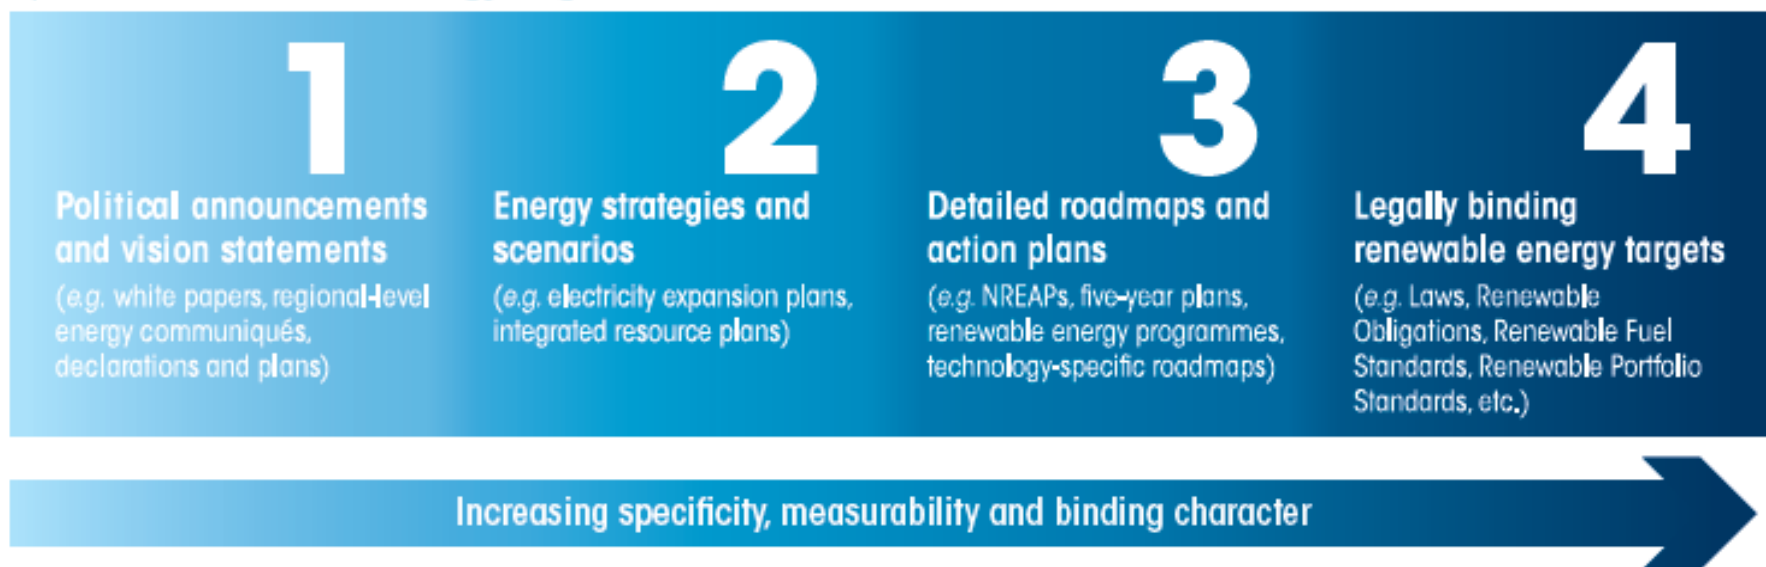 1
Political announcements
and vision statements
(e.g. white papers, regional-level
energy communiqués,
declarations and plans)
2
Energy strategies and
scenarios
(e.g. electricity expansion plans,
integrated resource plans)
3
Detailed roadmaps and
action plans
(e.g. NREAPs, five-year plans,
renewable energy programmes,
technology-specific roadmaps)
4
Legally binding
renewable energy targets
(e.g. Laws, Renewable
Obligations, Renewable Fuel
Standards, Renewable Portfolio
Standards, etc.)
Increasing specificity, measurability and binding character